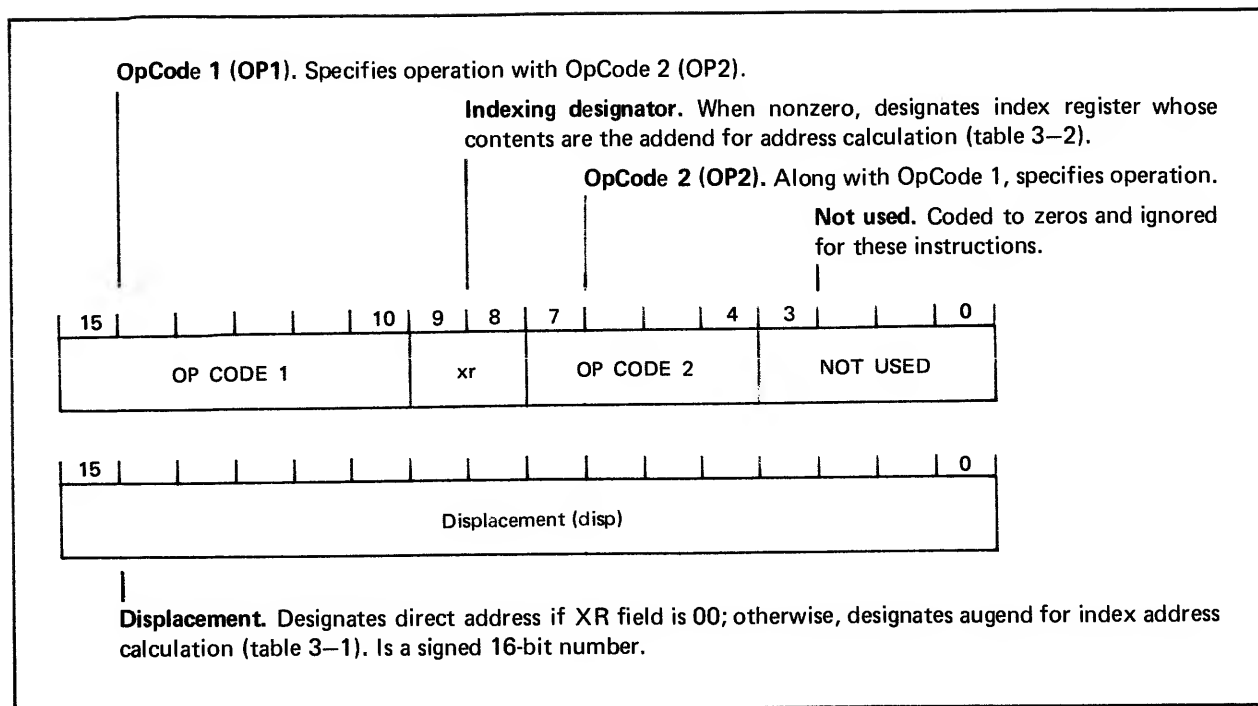 OpCode 1 (OP1). Specifies operation with OpCode 2 (OP2).
Indexing designator. When nonzero, designates index register whose
contents are the addend for address calculation (table 3—2).
OpCode 2 (OP2). Along with OpCode 1, specifies operation.
Not used. Coded to zeros and ignored
for these instructions.
15 10 9 8 7 4 3 0
OP CODE 1 xr OP CODE 2 NOT USED
15 0
Displacement (disp)
Displacement. Designates direct address if XR field is 00; otherwise, designates augend for index address
calculation (table 3—1). Is a signed 16-bit number.